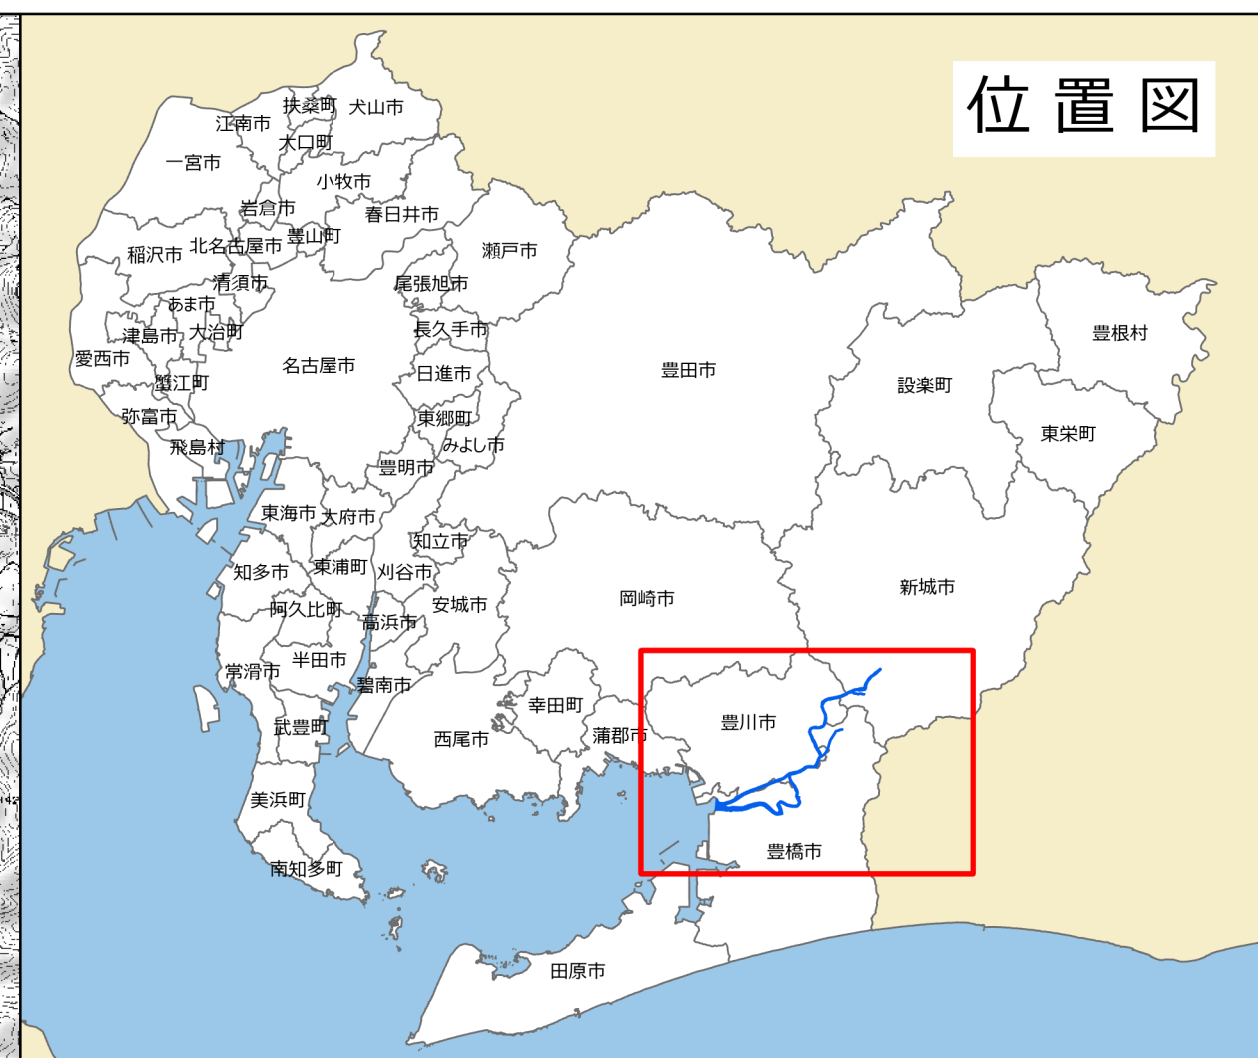 位置図
扶桑町
犬山市
江南市
大口町
一宮市
小牧市
岩倉市
春日井市
豊山町
北名古屋市
稲沢市
瀬戸市
清須市
尾張旭市
あま市
大治町
津島市
長久手市
豊根村
愛西市
名古屋市
日進市
豊田市
蟹江町
設楽町
弥富市
東郷町
東栄町
飛島村
みよし市
豊明市
東海市
大府市
知立市
知多市
東浦町
刈谷市
新城市
岡崎市
阿久比町
安城市
高浜市
半田市
常滑市
碧南市
幸田町
豊川市
武豊町
西尾市
蒲郡市
美浜町
豊橋市
南知多町
田原市